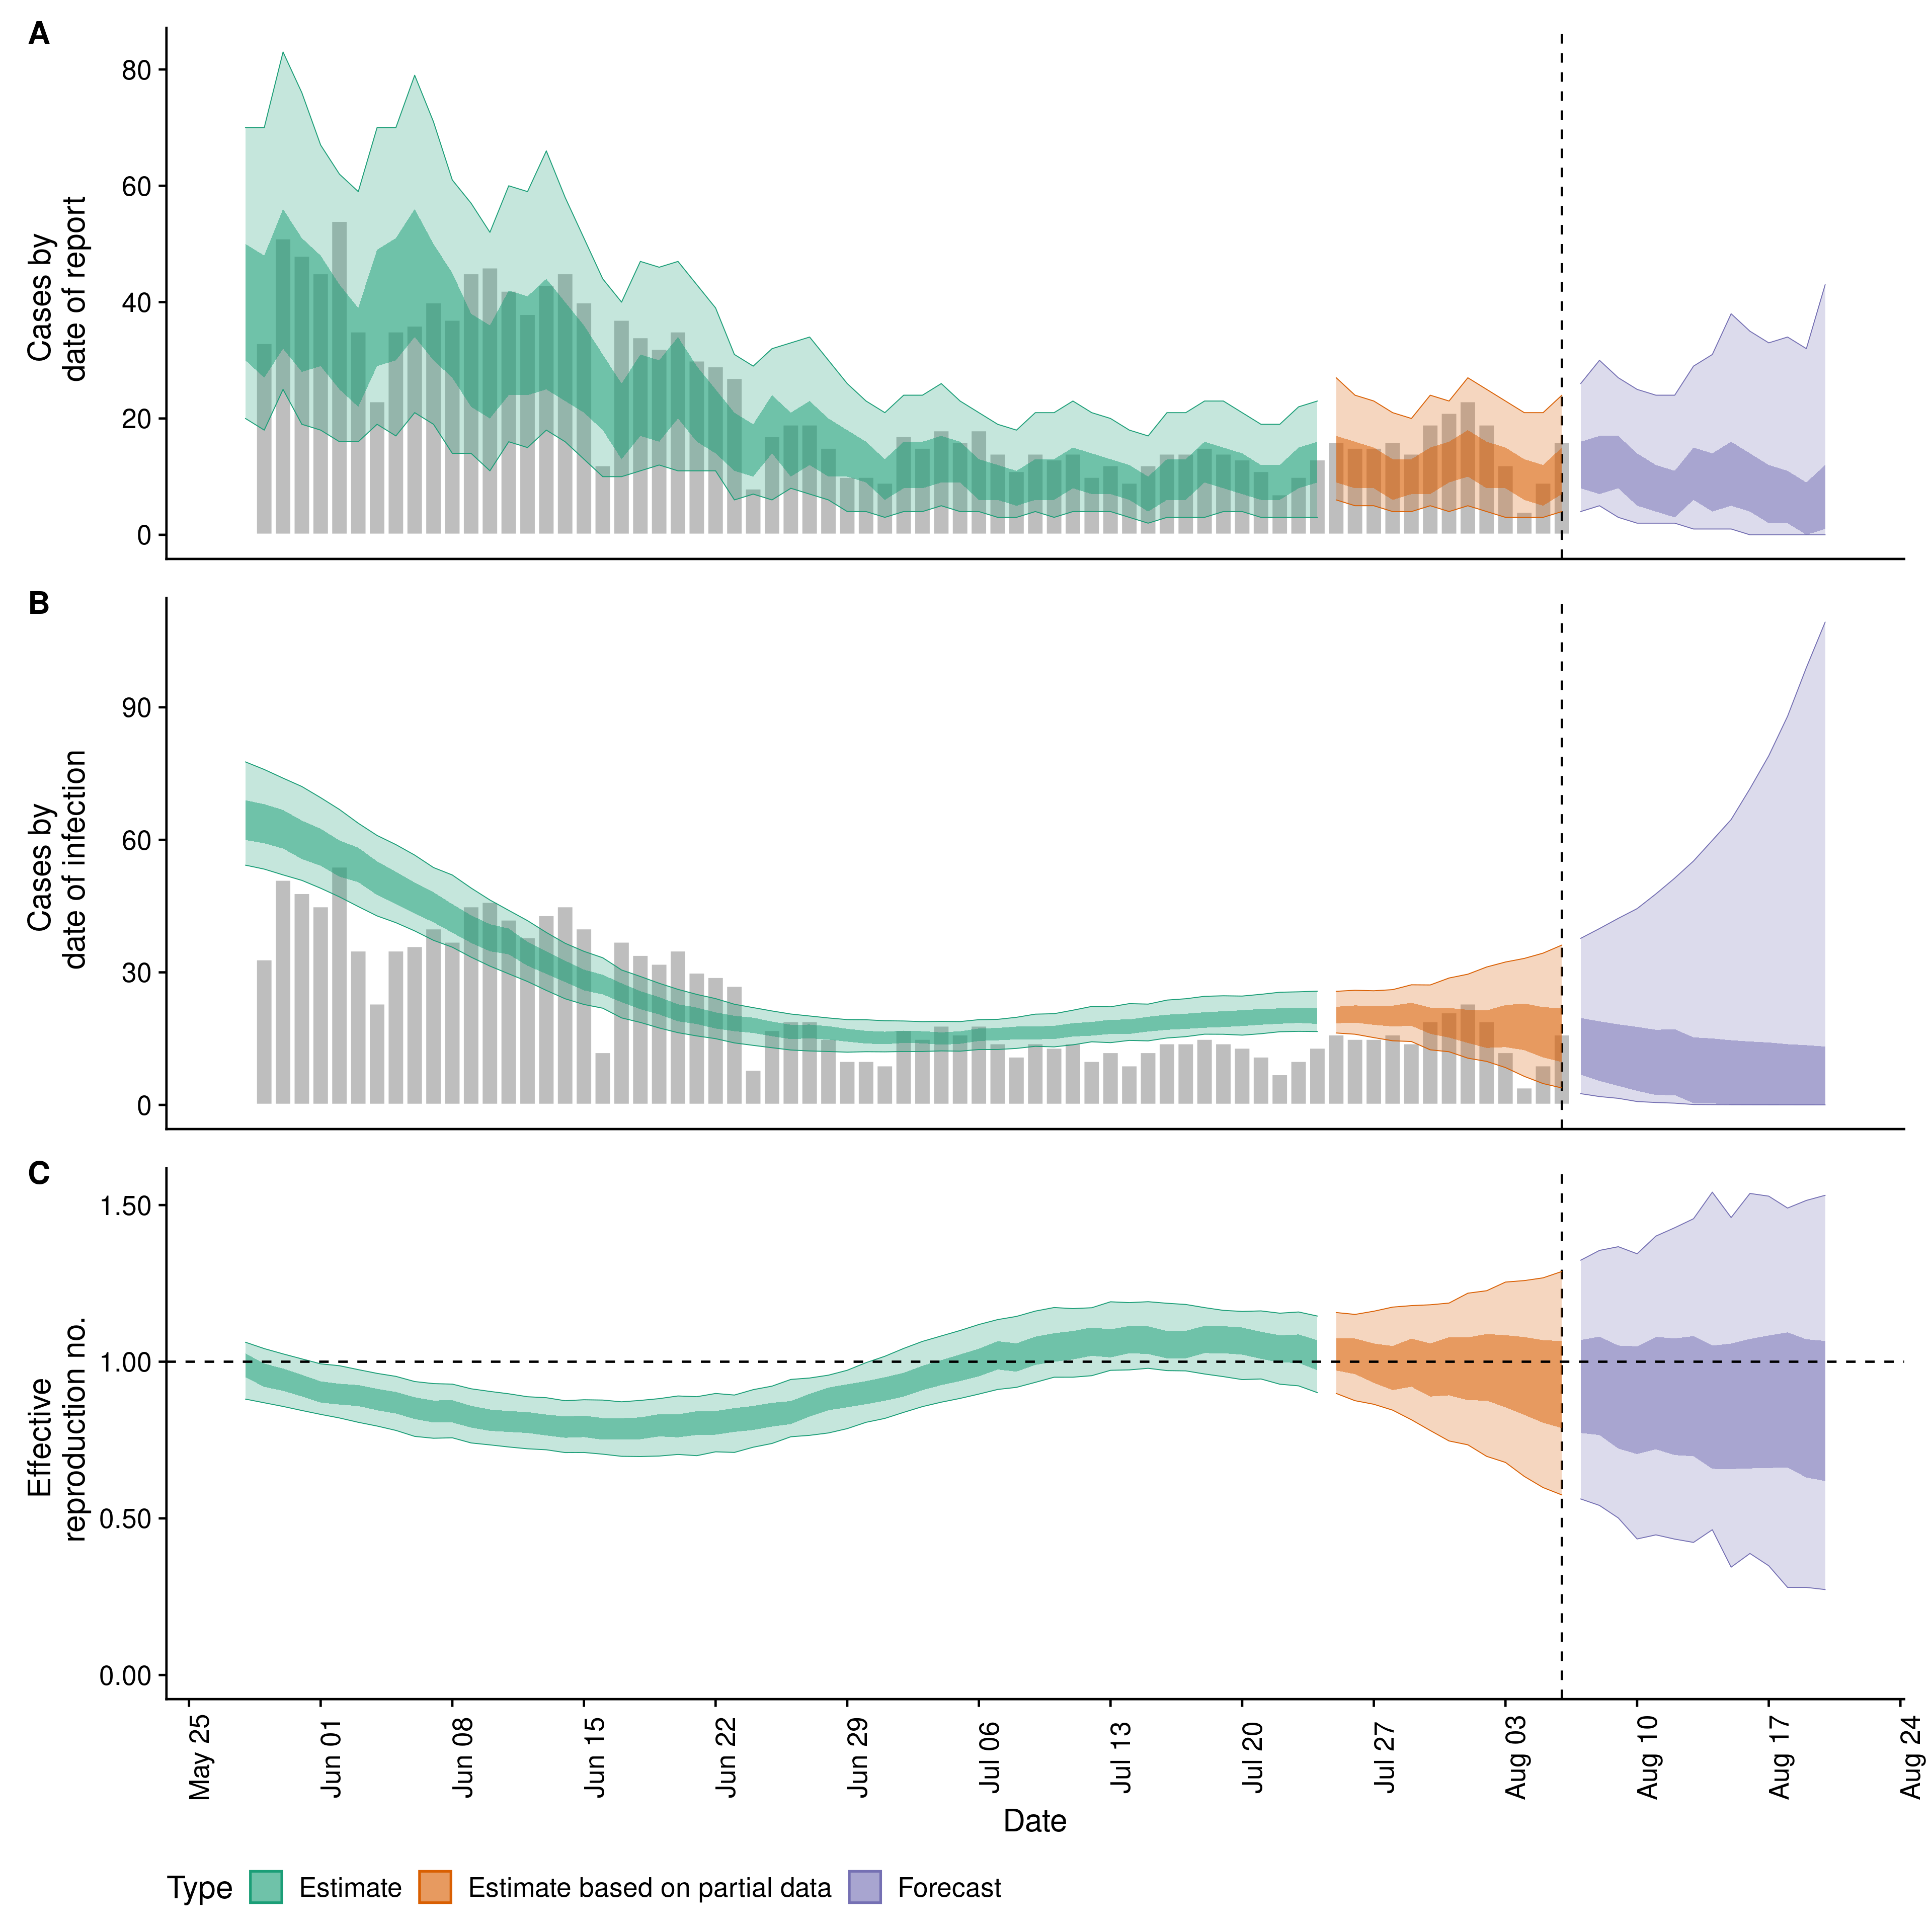 A
Cases by
date of report
80
60
40
20
0
B
Cases by
date of infection
90
60
30
0
C
Effective
reproduction no.
1.50
1.00
0.50
0.00
May 25
Jun 01
Jun 08
Jun 15
Jun 22
Jun 29
Jul 06
Jul 13
Jul 20
Jul 27
Aug 03
Aug 10
Aug 17
Aug 24
Date
Type Estimate Estimate based on partial data Forecast